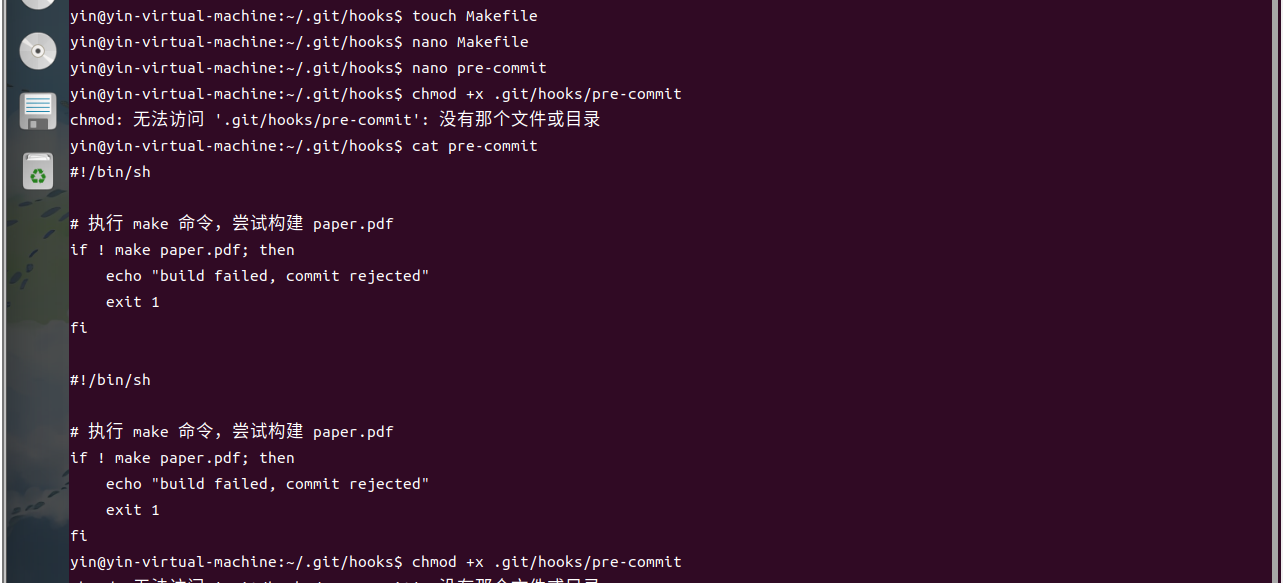 yin@yin-virtual-machine:~/.git/hooks$ touch Makefile
yin@yin-virtual-machine:~/.git/hooks$ nano Makefile
yin@yin-virtual-machine:~/.git/hooks$ nano pre-commit
yin@yin-virtual-machine:~/.git/hooks$ chmod +x .git/hooks/pre-commit
chmod: 无法访问 '.git/hooks/pre-commit': 没有那个文件或目录
yin@yin-virtual-machine:~/.git/hooks$ cat pre-commit
#!/bin/sh

# 执行 make 命令，尝试构建 paper.pdf
if ! make paper.pdf; then
    echo "build failed, commit rejected"
    exit 1
fi

#!/bin/sh

# 执行 make 命令，尝试构建 paper.pdf
if ! make paper.pdf; then
    echo "build failed, commit rejected"
    exit 1
fi
yin@yin-virtual-machine:~/.git/hooks$ chmod +x .git/hooks/pre-commit